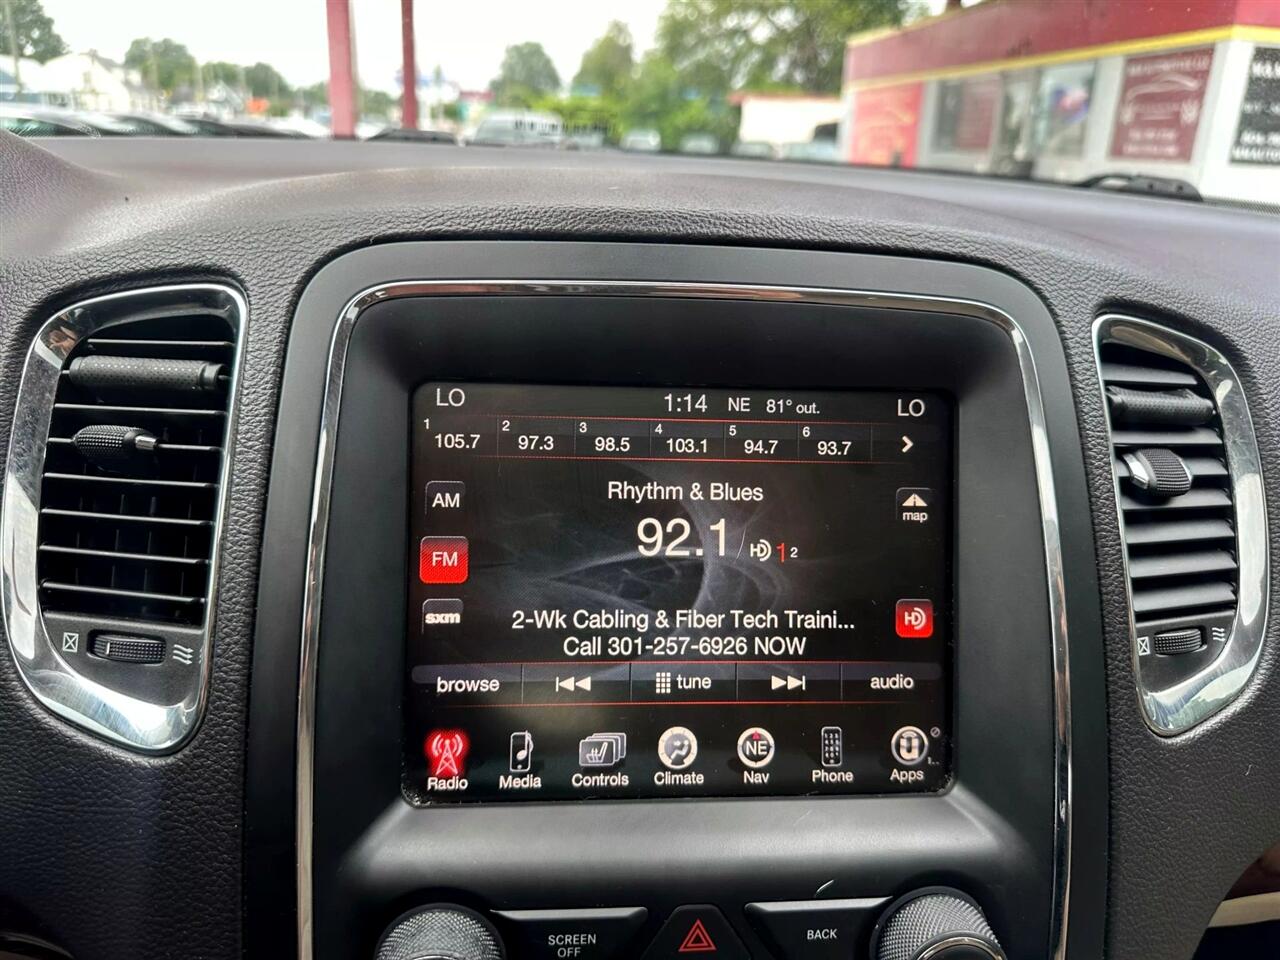 LO 1:14 NE 81° out. LO
1 105.7 2 97.3 3 98.5 4 103.1 5 94.7 6 93.7
AM Rhythm & Blues map
FM 92.1 HD 1 2
sxm 2-Wk Cabling & Fiber Tech Traini... HD
Call 301-257-6926 NOW
browse tune audio
NE
Radio Media Controls Climate Nav Phone Apps
SCREEN
OFF
BACK